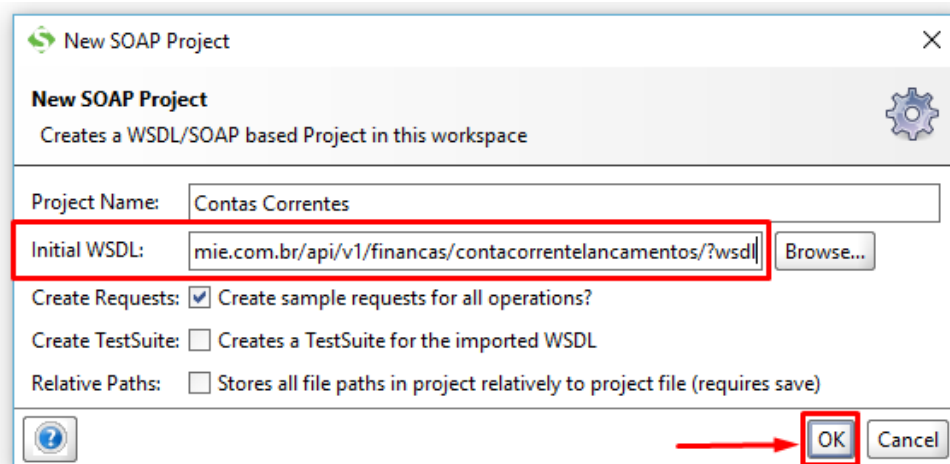 New SOAP Project
New SOAP Project
Creates a WSDL/SOAP based Project in this workspace
Project Name: Contas Correntes
Initial WSDL: mie.com.br/api/v1/financas/contacorrentelancamentos/?wsdl Browse...
Create Requests: Create sample requests for all operations?
Create TestSuite: Creates a TestSuite for the imported WSDL
Relative Paths: Stores all file paths in project relatively to project file (requires save)
? OK Cancel